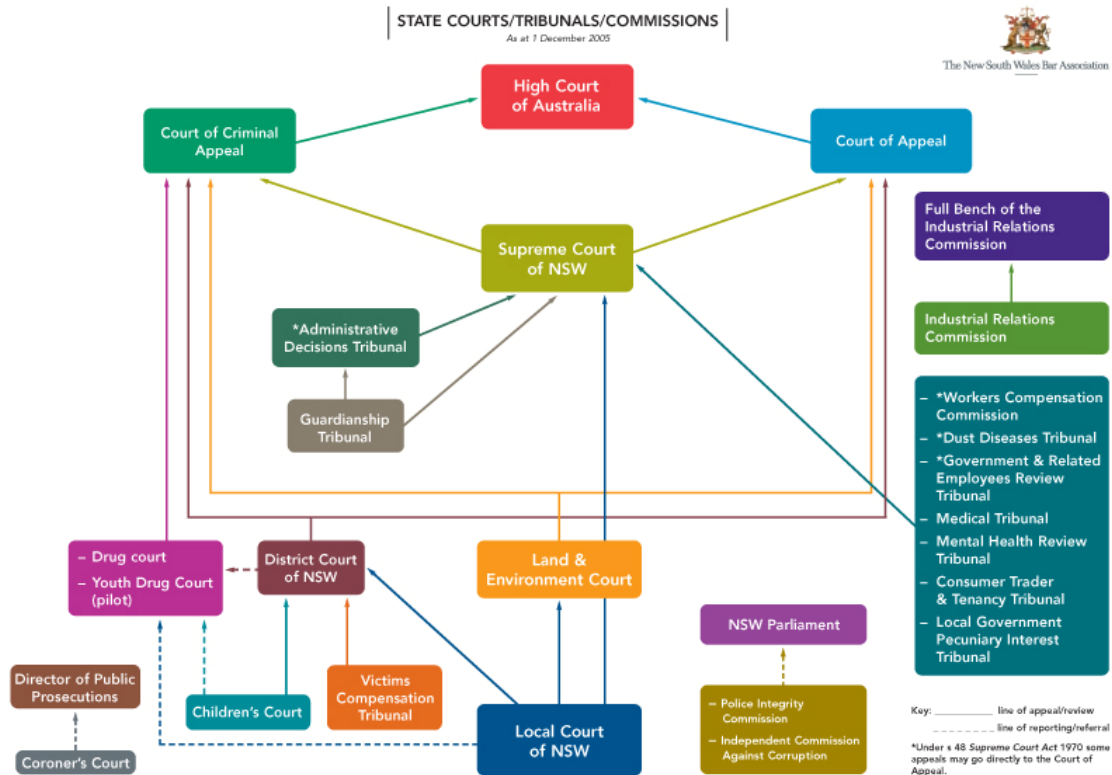 STATE COURTS/TRIBUNALS/COMMISSIONS
As at 1 December 2005
The New South Wales Bar Association
High Court
of Australia
Court of Criminal
Appeal
Court of Appeal
Full Bench of the
Industrial Relations
Commission
Supreme Court
of NSW
Industrial Relations
Commission
*Administrative
Decisions Tribunal
Guardianship
Tribunal
– *Workers Compensation
Commission
– *Dust Diseases Tribunal
– *Government & Related
Employees Review
Tribunal
– Medical Tribunal
– Mental Health Review
Tribunal
– Consumer Trader
& Tenancy Tribunal
– Local Government
Pecuniary Interest
Tribunal
– Drug court
– Youth Drug Court
(pilot)
District Court
of NSW
Land &
Environment Court
NSW Parliament
Director of Public
Prosecutions
Children's Court
Victims
Compensation
Tribunal
Local Court
of NSW
– Police Integrity
Commission
– Independent Commission
Against Corruption
Coroner's Court
Key: __________ line of appeal/review
_ _ _ _ _ _ _ _ line of reporting/referral
*Under s 48 Supreme Court Act 1970 some
appeals may go directly to the Court of
Appeal.